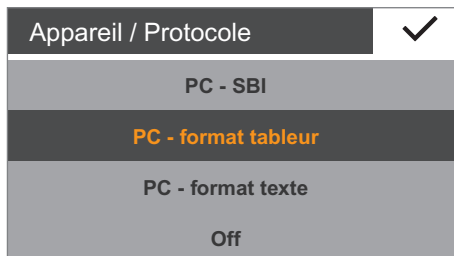 Appareil / Protocole
PC - SBI
PC - format tableur
PC - format texte
Off